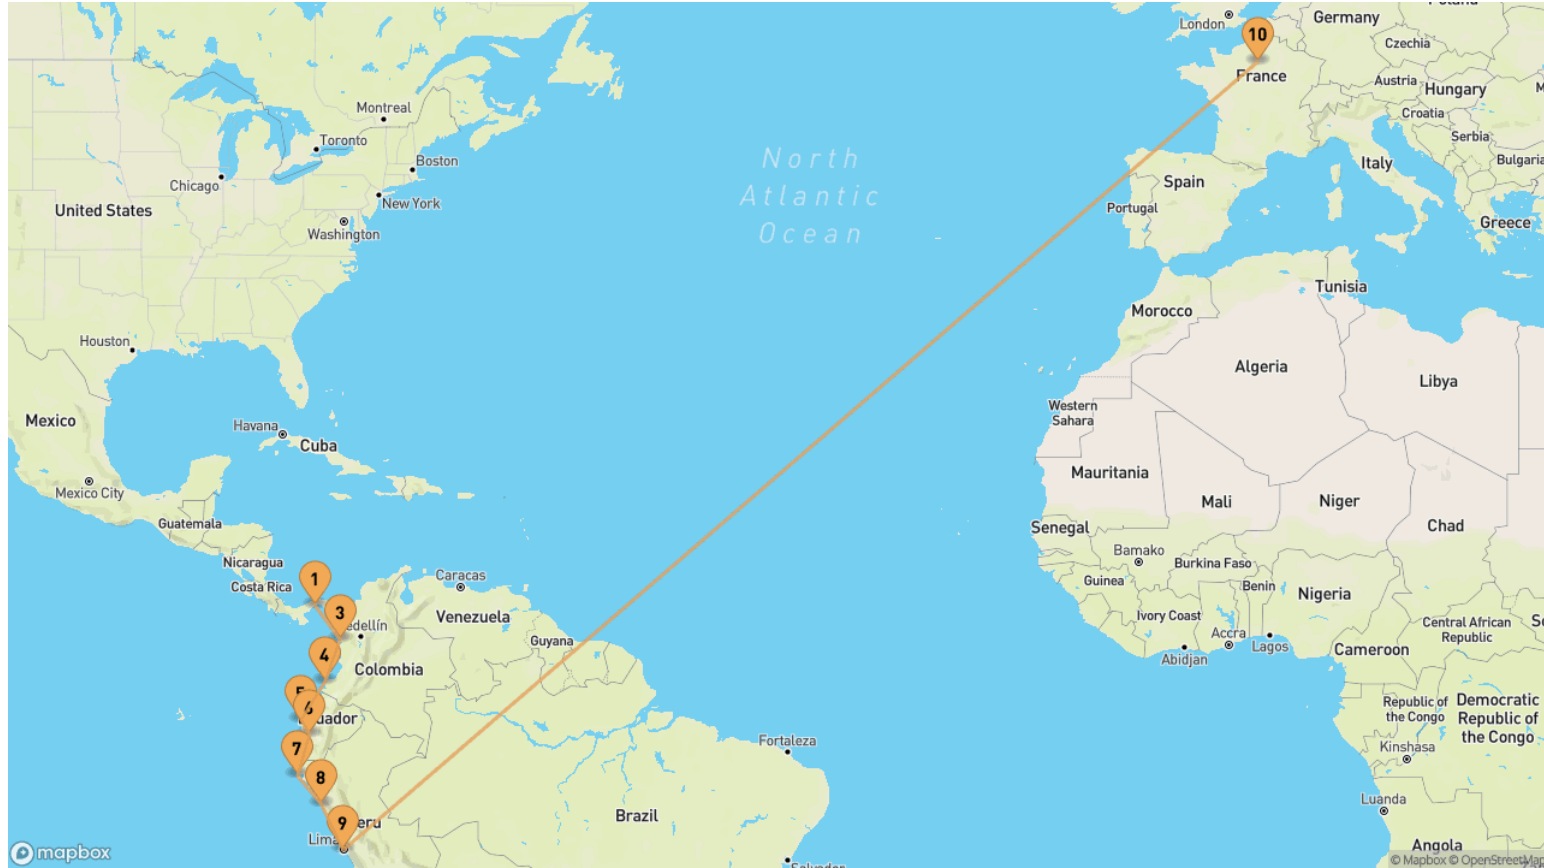 London
Germany
Czechia
10
France
Austria
Hungary
Croatia
Serbia
Italy
Bulgaria
Spain
Portugal
Greece
Montreal
Toronto
Boston
Chicago
New York
United States
Washington
North
Atlantic
Ocean
Tunisia
Morocco
Houston
Algeria
Libya
Mexico
Havana
Cuba
Western
Sahara
Mexico City
Mauritania
Mali
Niger
Chad
Guatemala
Senegal
Bamako
Nicaragua
Burkina Faso
Costa Rica
1
Caracas
Guinea
Benin
Nigeria
3
edellín
Venezuela
Ivory Coast
Accra
Central African
Republic
Guyana
Abidjan
Lagos
Cameroon
4
Colombia
5
6
uador
Republic of
the Congo
Democratic
Republic of
the Congo
7
Fortaleza
Kinshasa
8
9
eru
Lima
Brazil
Luanda
Angola
Salvador
mapbox
© Mapbox © OpenStreetMap